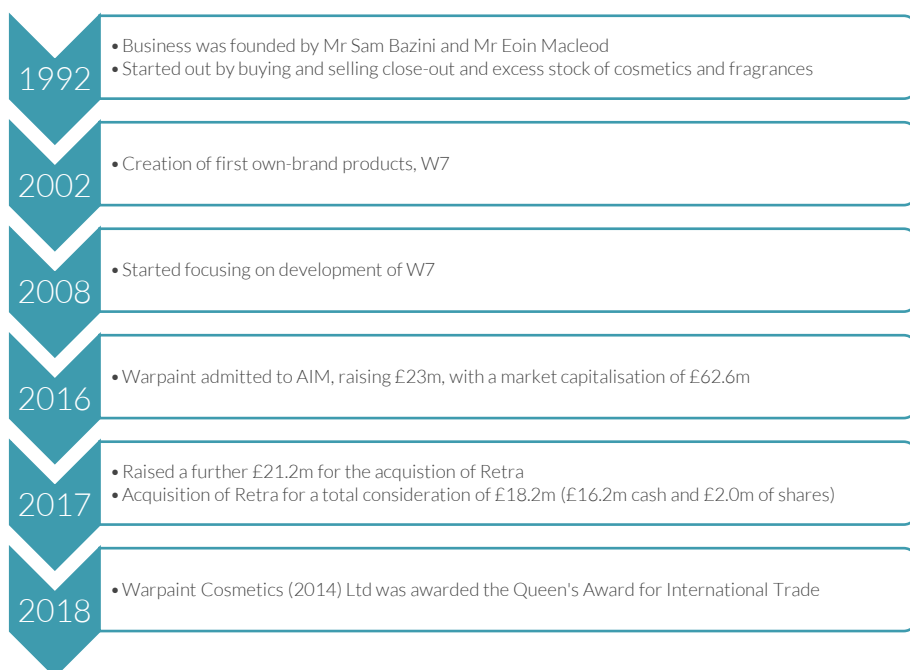 1992
• Business was founded by Mr Sam Bazini and Mr Eoin Macleod
• Started out by buying and selling close-out and excess stock of cosmetics and fragrances
2002
• Creation of first own-brand products, W7
2008
• Started focusing on development of W7
2016
• Warpaint admitted to AIM, raising £23m, with a market capitalisation of £62.6m
2017
• Raised a further £21.2m for the acquistion of Retra
• Acquisition of Retra for a total consideration of £18.2m (£16.2m cash and £2.0m of shares)
2018
• Warpaint Cosmetics (2014) Ltd was awarded the Queen's Award for International Trade